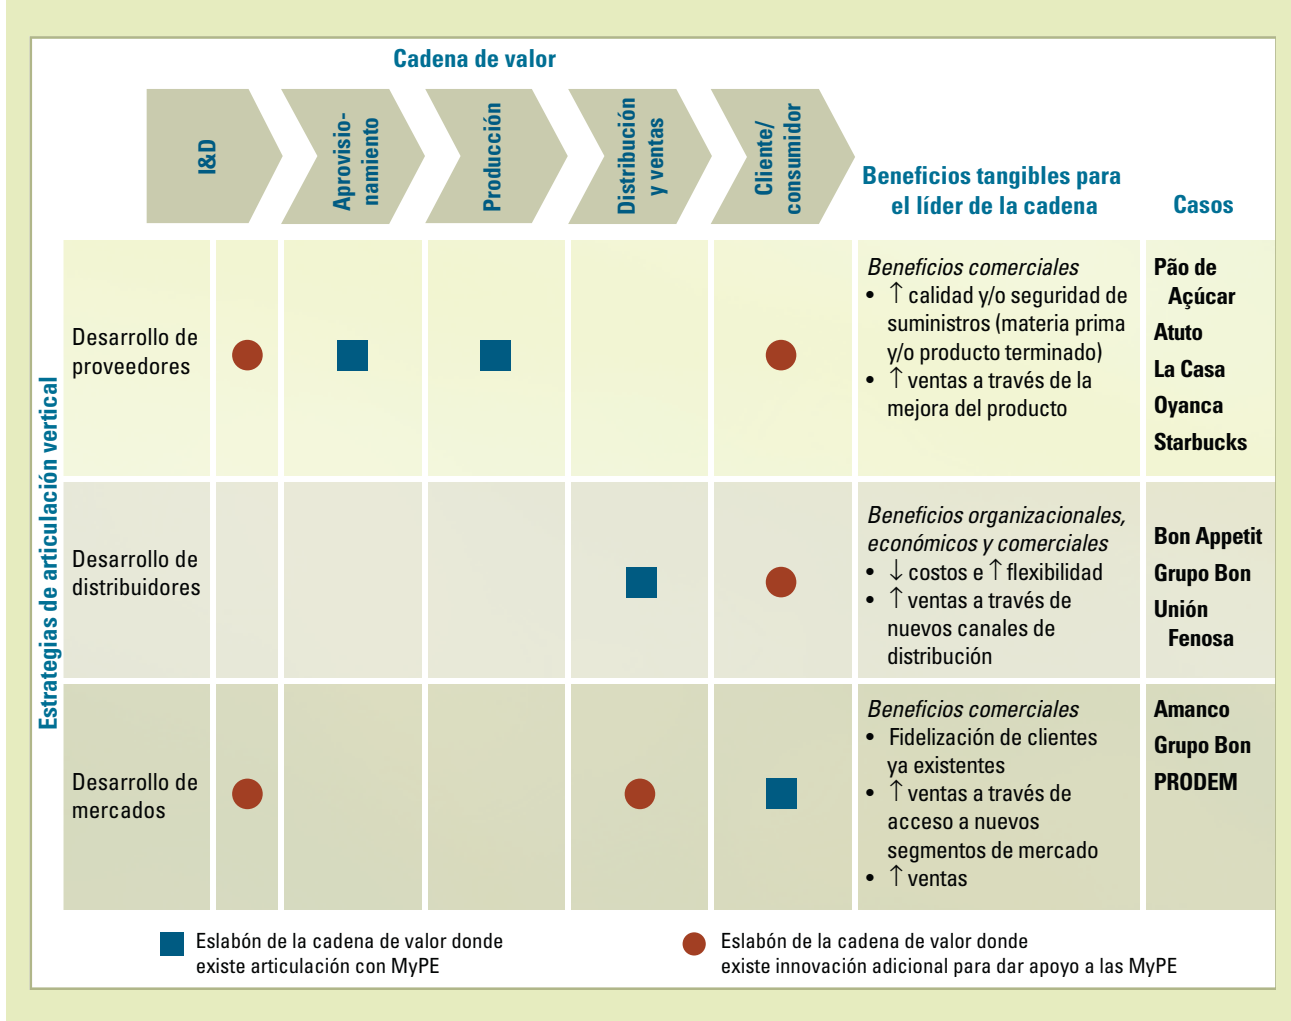 Cadena de valor
I&D
Aprovisio-
namiento
Producción
Distribución
y ventas
Cliente/
consumidor
Beneficios tangibles para
el líder de la cadena
Casos
Estrategias de articulación vertical
Desarrollo de
proveedores
Beneficios comerciales
• ↑ calidad y/o seguridad de
suministros (materia prima
y/o producto terminado)
• ↑ ventas a través de la
mejora del producto
Pão de
Açúcar
Atuto
La Casa
Oyanca
Starbucks
Desarrollo de
distribuidores
Beneficios organizacionales,
económicos y comerciales
• ↓ costos e ↑ flexibilidad
• ↑ ventas a través de
nuevos canales de
distribución
Bon Appetit
Grupo Bon
Unión
Fenosa
Desarrollo de
mercados
Beneficios comerciales
• Fidelización de clientes
ya existentes
• ↑ ventas a través de
acceso a nuevos
segmentos de mercado
• ↑ ventas
Amanco
Grupo Bon
PRODEM
Eslabón de la cadena de valor donde
existe articulación con MyPE
Eslabón de la cadena de valor donde
existe innovación adicional para dar apoyo a las MyPE